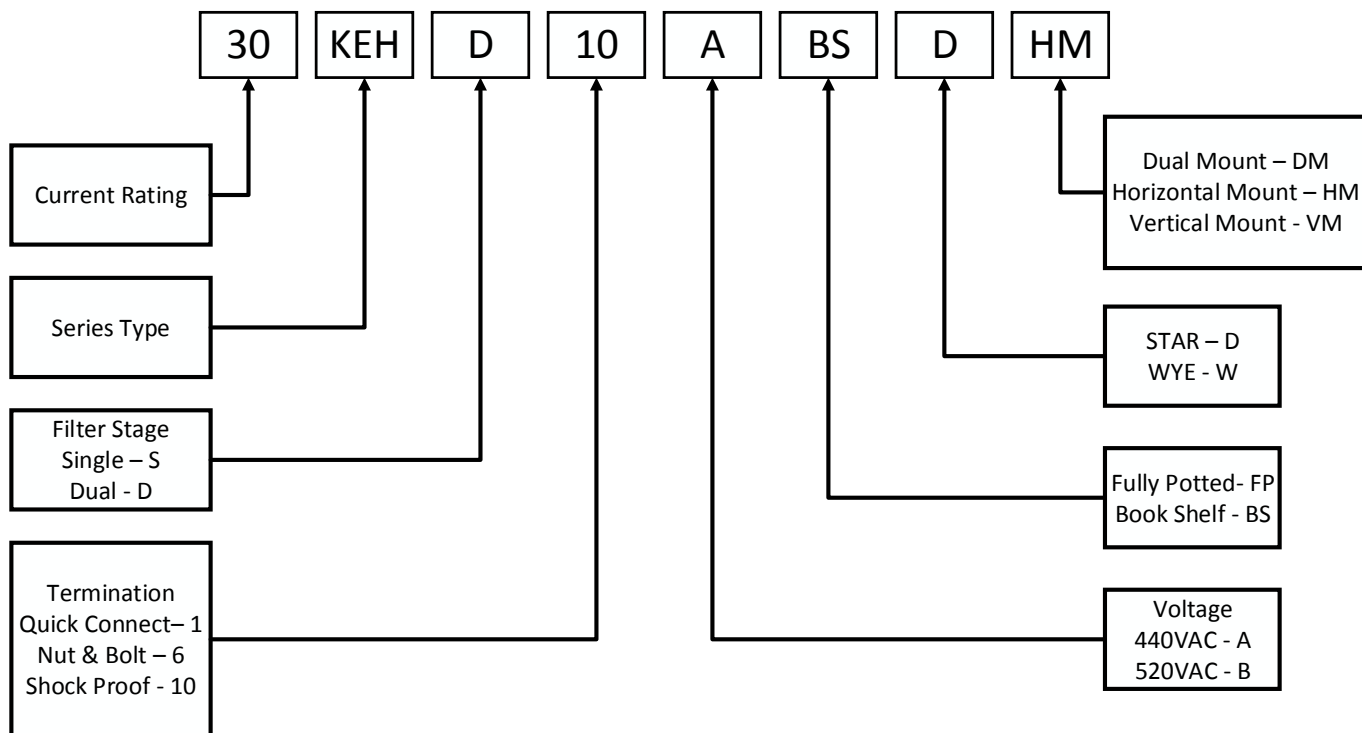 30 KEH D 10 A BS D HM
Current Rating
Series Type
Filter Stage
Single – S
Dual - D
Termination
Quick Connect– 1
Nut & Bolt – 6
Shock Proof - 10
Dual Mount – DM
Horizontal Mount – HM
Vertical Mount - VM
STAR – D
WYE - W
Fully Potted- FP
Book Shelf - BS
Voltage
440VAC - A
520VAC - B